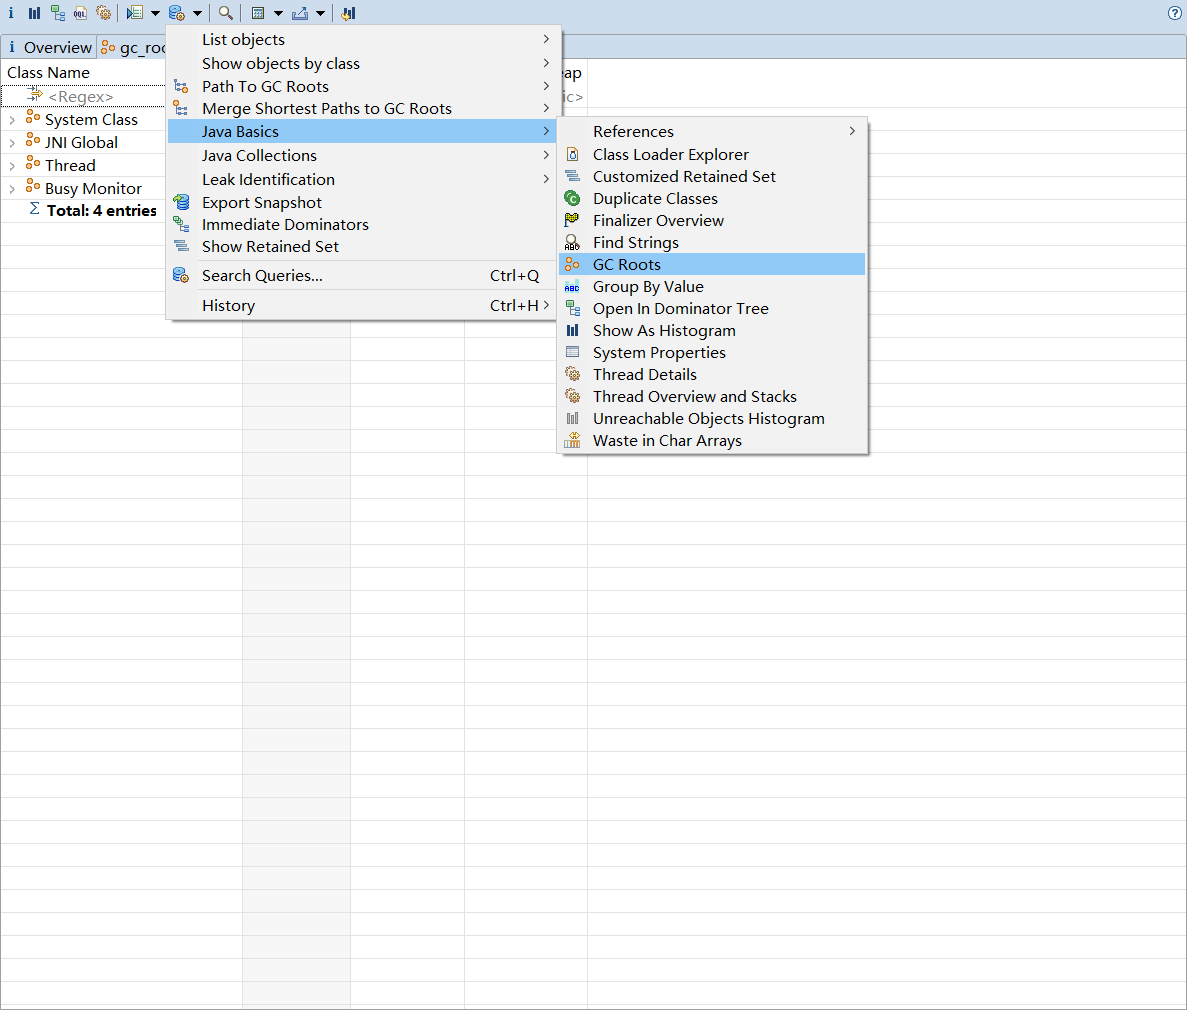 Overview
gc_roo
Class Name
eap
<Regex>
ic>
System Class
JNI Global
Thread
Busy Monitor
Σ Total: 4 entries
List objects
Show objects by class
Path To GC Roots
Merge Shortest Paths to GC Roots
Java Basics
Java Collections
Leak Identification
Export Snapshot
Immediate Dominators
Show Retained Set
Search Queries... Ctrl+Q
History Ctrl+H
References
Class Loader Explorer
Customized Retained Set
Duplicate Classes
Finalizer Overview
Find Strings
GC Roots
Group By Value
Open In Dominator Tree
Show As Histogram
System Properties
Thread Details
Thread Overview and Stacks
Unreachable Objects Histogram
Waste in Char Arrays